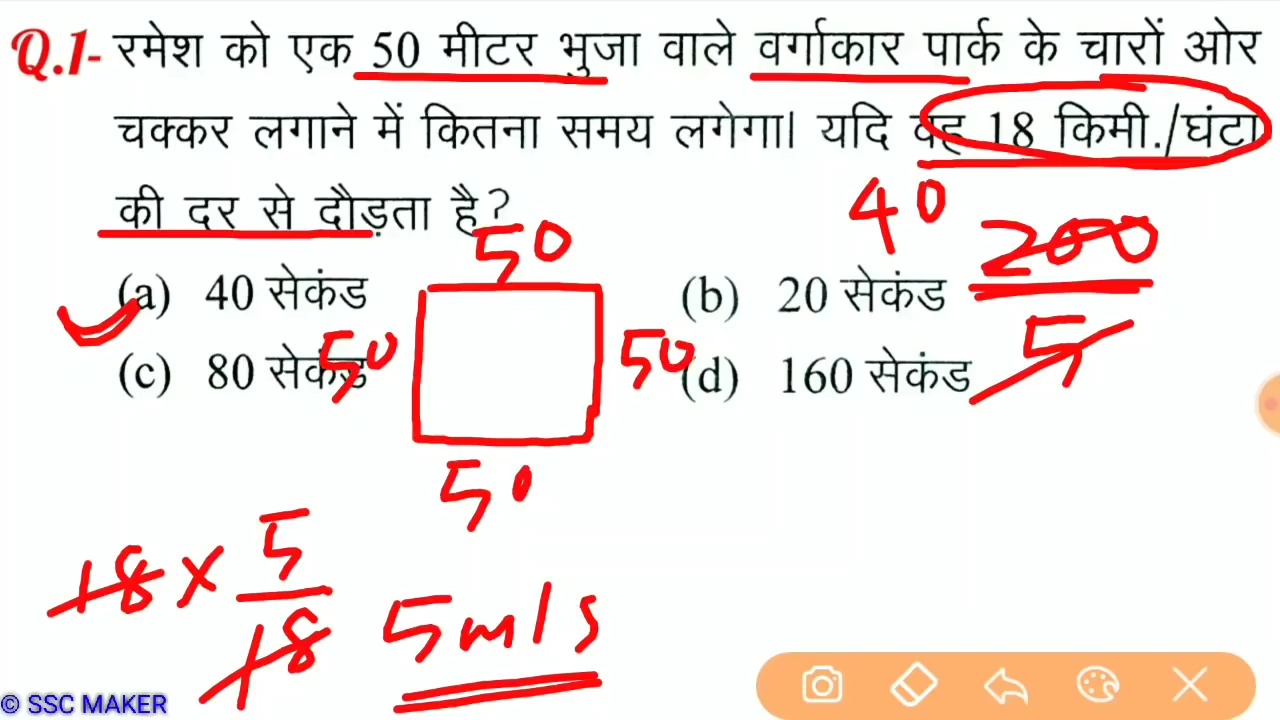 Q.1- रमेश को एक 50 मीटर भुजा वाले वर्गाकार पार्क के चारों ओर
चक्कर लगाने में कितना समय लगेगा। यदि वह 18 किमी./घंटा
की दर से दौड़ता है?
40
200
5
50
(a) 40 सेकंड
(b) 20 सेकंड
50
50
(c) 80 सेकंड
(d) 160 सेकंड
50
18 × 5
18
5 m/s
© SSC MAKER